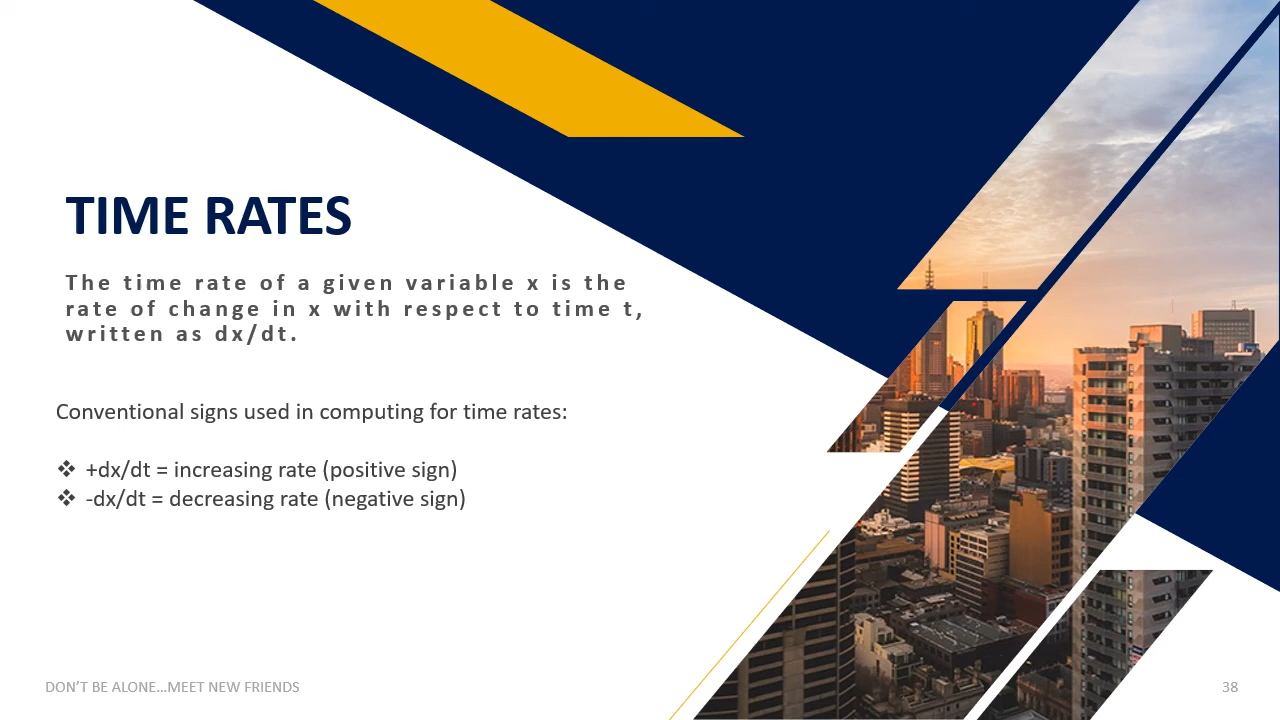 TIME RATES
The time rate of a given variable x is the
rate of change in x with respect to time t,
written as dx/dt.
Conventional signs used in computing for time rates:
❖ +dx/dt = increasing rate (positive sign)
❖ -dx/dt = decreasing rate (negative sign)
DON’T BE ALONE…MEET NEW FRIENDS
38